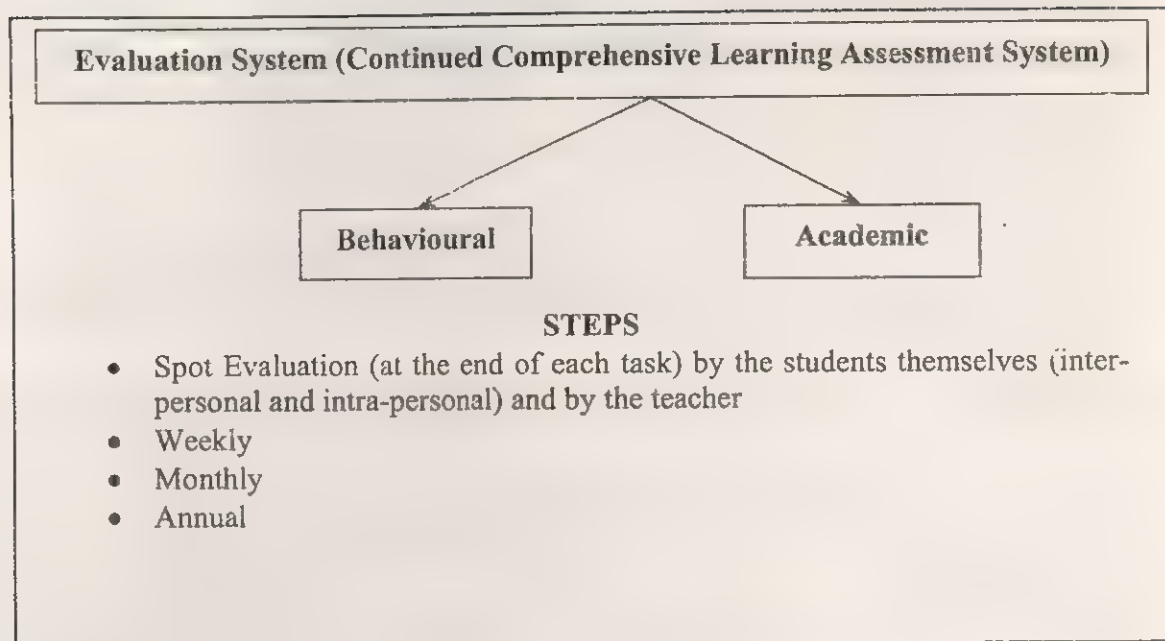 Evaluation System (Continued Comprehensive Learning Assessment System)
Behavioural
Academic
STEPS
• Spot Evaluation (at the end of each task) by the students themselves (inter-
personal and intra-personal) and by the teacher
• Weekly
• Monthly
• Annual